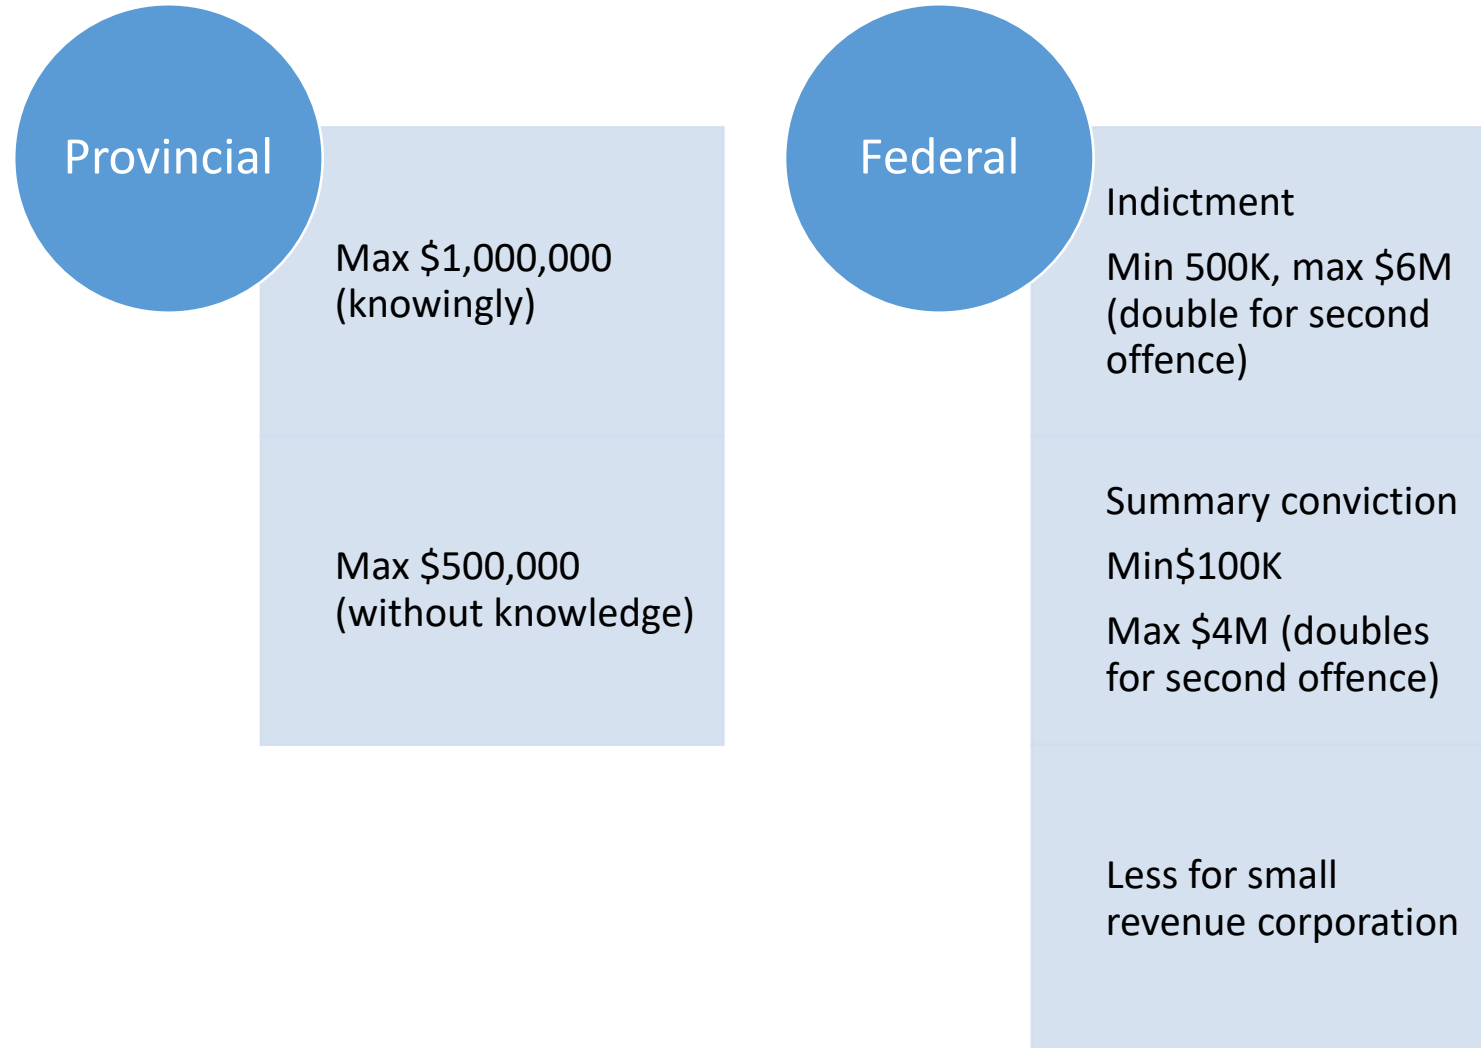 Provincial
Max $1,000,000
(knowingly)
Max $500,000
(without knowledge)
Federal
Indictment
Min 500K, max $6M
(double for second
offence)
Summary conviction
Min$100K
Max $4M (doubles
for second offence)
Less for small
revenue corporation